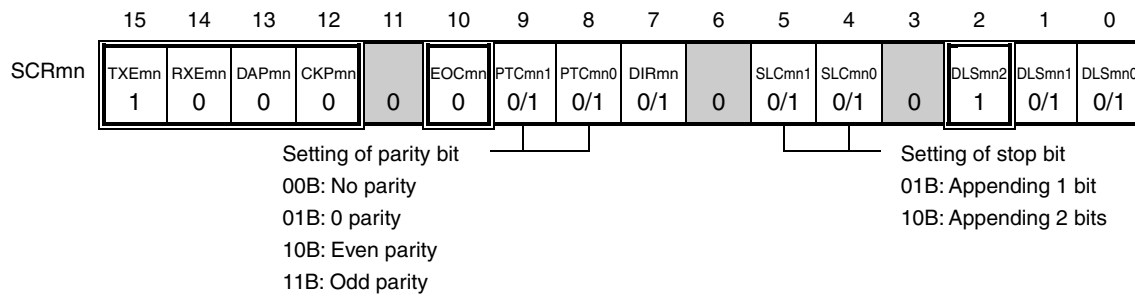 15 14 13 12 11 10 9 8 7 6 5 4 3 2 1 0
SCRmn TXEmn RXEmn DAPmn CKPmn EOCmn PTCmn1 PTCmn0 DIRmn SLCmn1 SLCmn0 DLSmn2 DLSmn1 DLSmn0
1 0 0 0 0 0 0/1 0/1 0/1 0 0/1 0/1 0 1 0/1 0/1
Setting of parity bit Setting of stop bit
00B: No parity 01B: Appending 1 bit
01B: 0 parity 10B: Appending 2 bits
10B: Even parity
11B: Odd parity